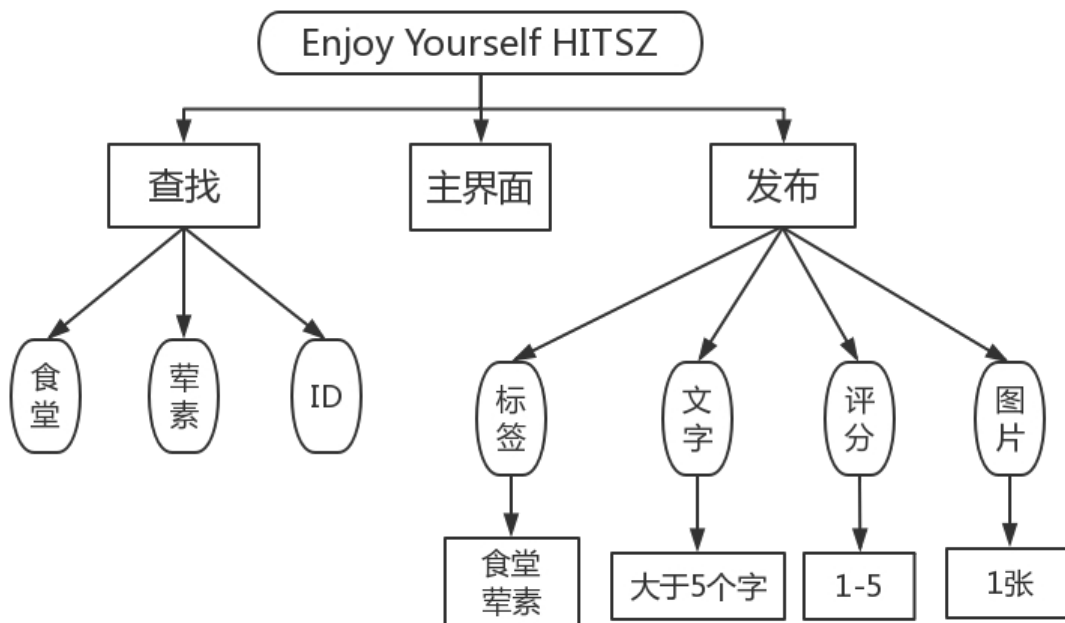 Enjoy Yourself HITSZ
查找
主界面
发布
食
堂
荤
素
ID
标
签
文
字
评
分
图
片
食堂
荤素
大于5个字
1-5
1张